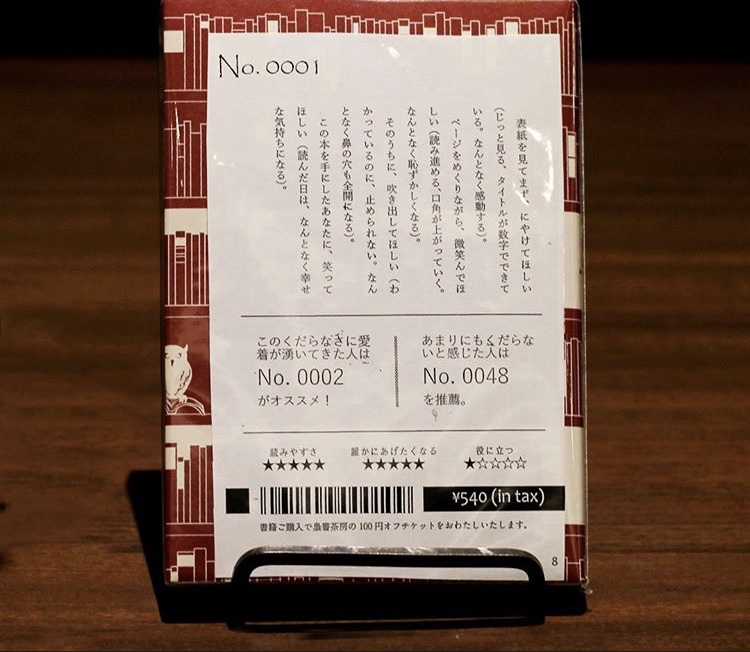 No. 0001
表紙を見てまず、にやけてほしい
(じっと見る、タイトルが数字でできて
いる。なんとなく感動する)。
ページをめくりながら、微笑んでほ
しい(読み進める、口角が上がっていく。
なんとなく恥ずかしくなる)。
そのうちに、吹き出してほしい(わ
かっているのに、止められない。なん
となく鼻の穴も全開になる)。
この本を手にしたあなたに、笑って
ほしい(読んだ日は、なんとなく幸せ
な気持ちになる)。
このくだらなさに愛
着が湧いてきた人は
No. 0002
がオススメ!
あまりにもくだらな
いと感じた人は
No. 0048
を推薦。
読みやすさ
★★★★★
誰かにあげたくなる
★★★★★
役に立つ
★☆☆☆☆
¥540 (in tax)
書籍ご購入で梟書茶房の100円オフチケットをおわたしいたします。
8